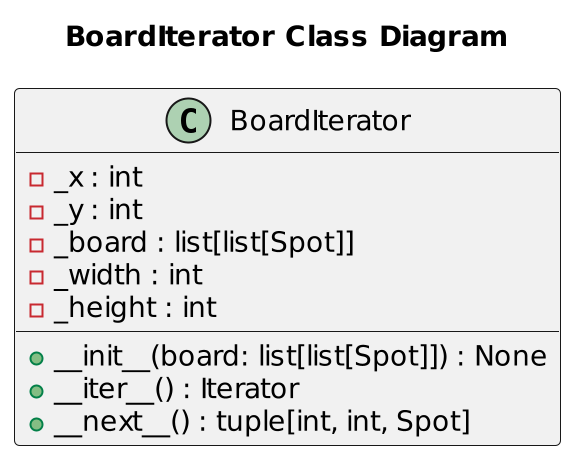 BoardIterator Class Diagram
C BoardIterator
_x : int
_y : int
_board : list[list[Spot]]
_width : int
_height : int
__init__(board: list[list[Spot]]) : None
__iter__() : Iterator
__next__() : tuple[int, int, Spot]